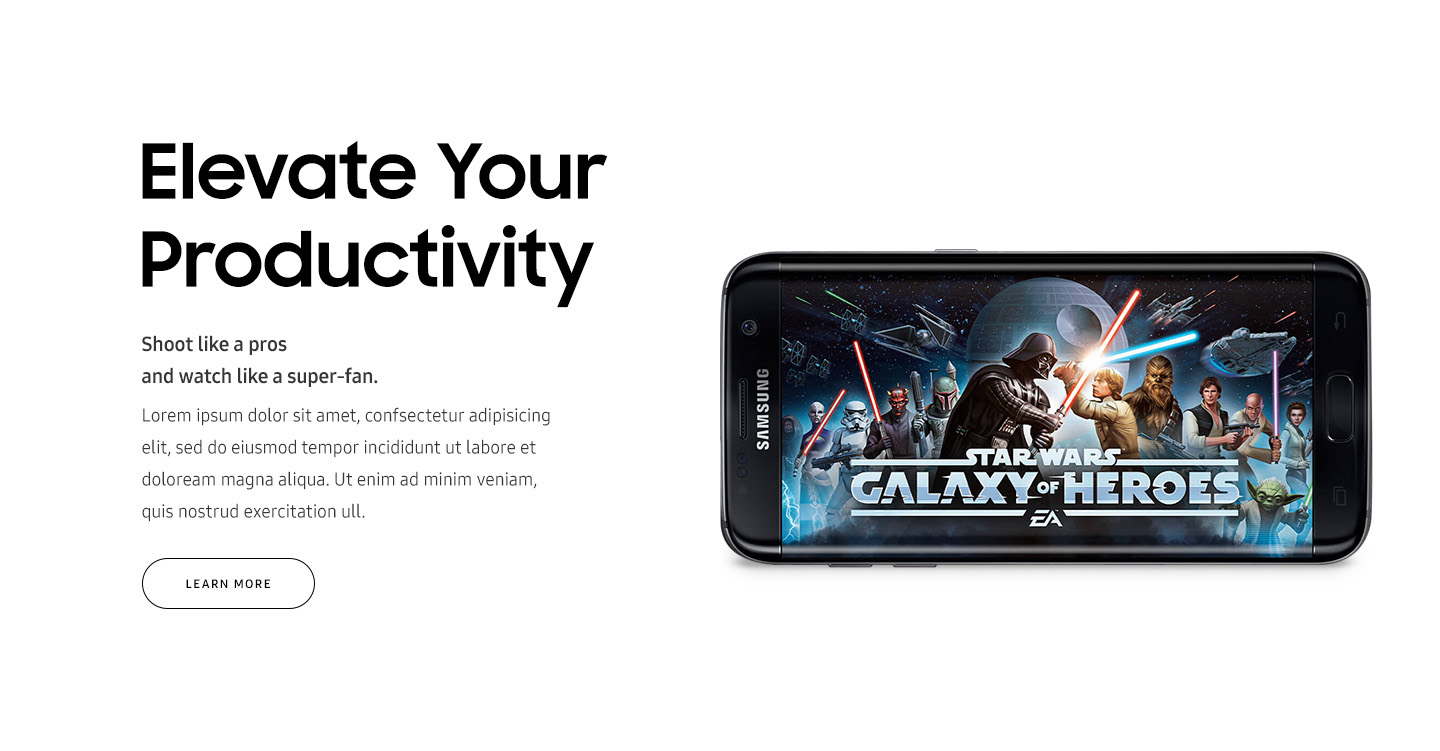 Elevate Your
Productivity
Shoot like a pros
and watch like a super-fan.
Lorem ipsum dolor sit amet, confsectetur adipisicing
elit, sed do eiusmod tempor incididunt ut labore et
doloream magna aliqua. Ut enim ad minim veniam,
quis nostrud exercitation ull.
LEARN MORE
SAMSUNG
STAR WARS
GALAXY OF HEROES
EA